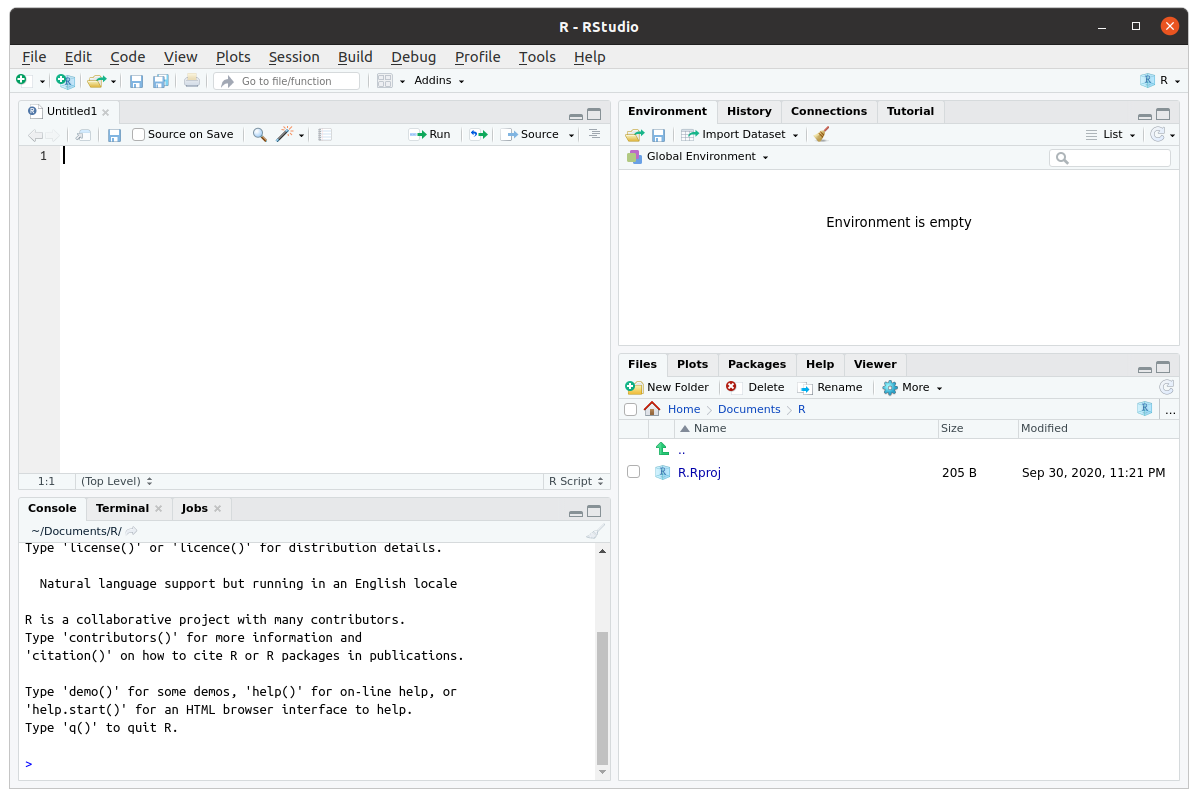 R - RStudio
File Edit Code View Plots Session Build Debug Profile Tools Help
Go to file/function Addins R
Untitled1
Source on Save Run Source
1
1:1 (Top Level) R Script
Console Terminal Jobs
~/Documents/R/
Type 'license()' or 'licence()' for distribution details.
Natural language support but running in an English locale
R is a collaborative project with many contributors.
Type 'contributors()' for more information and
'citation()' on how to cite R or R packages in publications.
Type 'demo()' for some demos, 'help()' for on-line help, or
'help.start()' for an HTML browser interface to help.
Type 'q()' to quit R.
>
Environment History Connections Tutorial
Import Dataset List
Global Environment
Environment is empty
Files Plots Packages Help Viewer
New Folder Delete Rename More
Home Documents R R ...
Name Size Modified
..
R.Rproj 205 B Sep 30, 2020, 11:21 PM